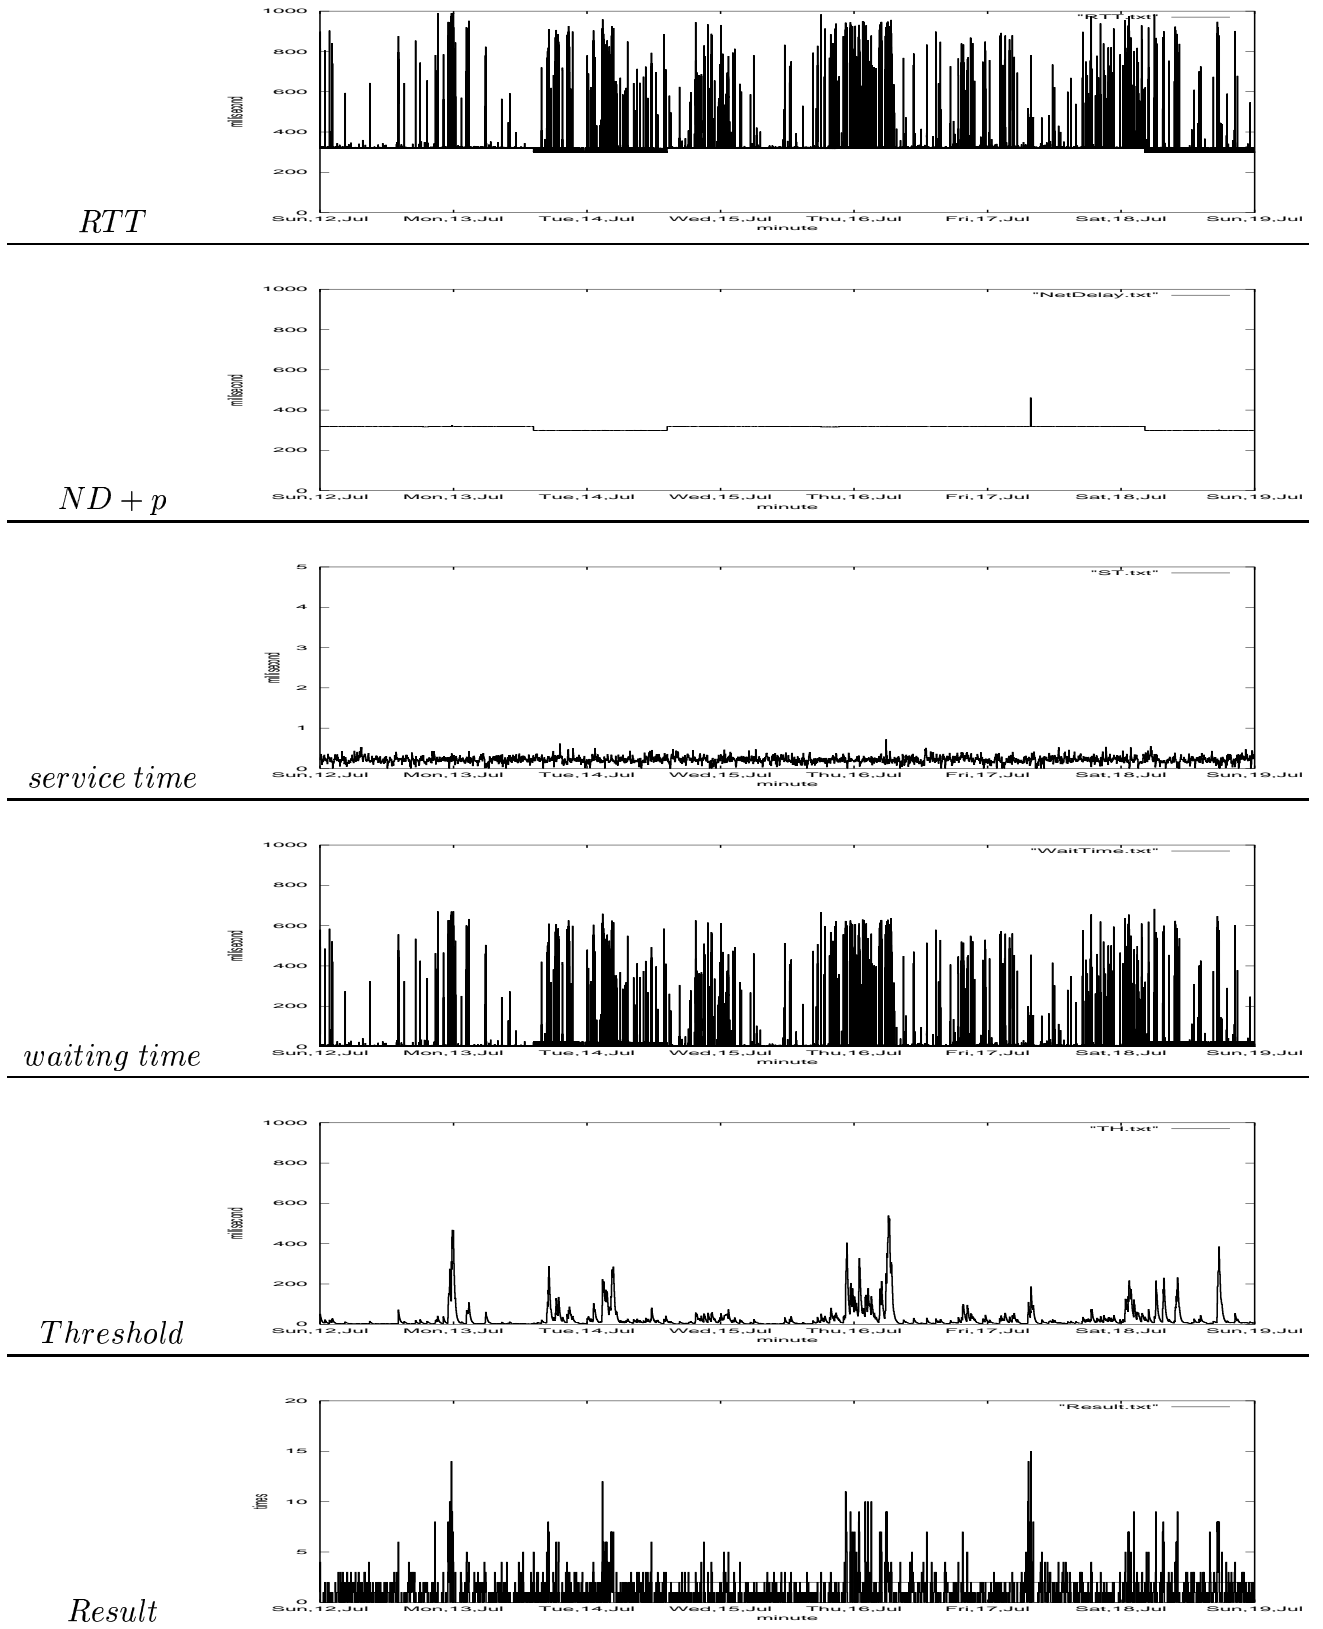 1000
"RTT.txt"
800
600
millisecond
400
200
0
Sun,12,Jul Mon,13,Jul Tue,14,Jul Wed,15,Jul Thu,16,Jul Fri,17,Jul Sat,18,Jul Sun,19,Jul
minute
RTT
1000
"NetDelay.txt"
800
600
millisecond
400
200
0
Sun,12,Jul Mon,13,Jul Tue,14,Jul Wed,15,Jul Thu,16,Jul Fri,17,Jul Sat,18,Jul Sun,19,Jul
minute
ND + p
5
"ST.txt"
4
3
millisecond
2
1
0
Sun,12,Jul Mon,13,Jul Tue,14,Jul Wed,15,Jul Thu,16,Jul Fri,17,Jul Sat,18,Jul Sun,19,Jul
minute
service time
1000
"WaitTime.txt"
800
600
millisecond
400
200
0
Sun,12,Jul Mon,13,Jul Tue,14,Jul Wed,15,Jul Thu,16,Jul Fri,17,Jul Sat,18,Jul Sun,19,Jul
minute
waiting time
1000
"TH.txt"
800
600
millisecond
400
200
0
Sun,12,Jul Mon,13,Jul Tue,14,Jul Wed,15,Jul Thu,16,Jul Fri,17,Jul Sat,18,Jul Sun,19,Jul
minute
Threshold
20
"Result.txt"
15
10
times
5
0
Sun,12,Jul Mon,13,Jul Tue,14,Jul Wed,15,Jul Thu,16,Jul Fri,17,Jul Sat,18,Jul Sun,19,Jul
minute
Result